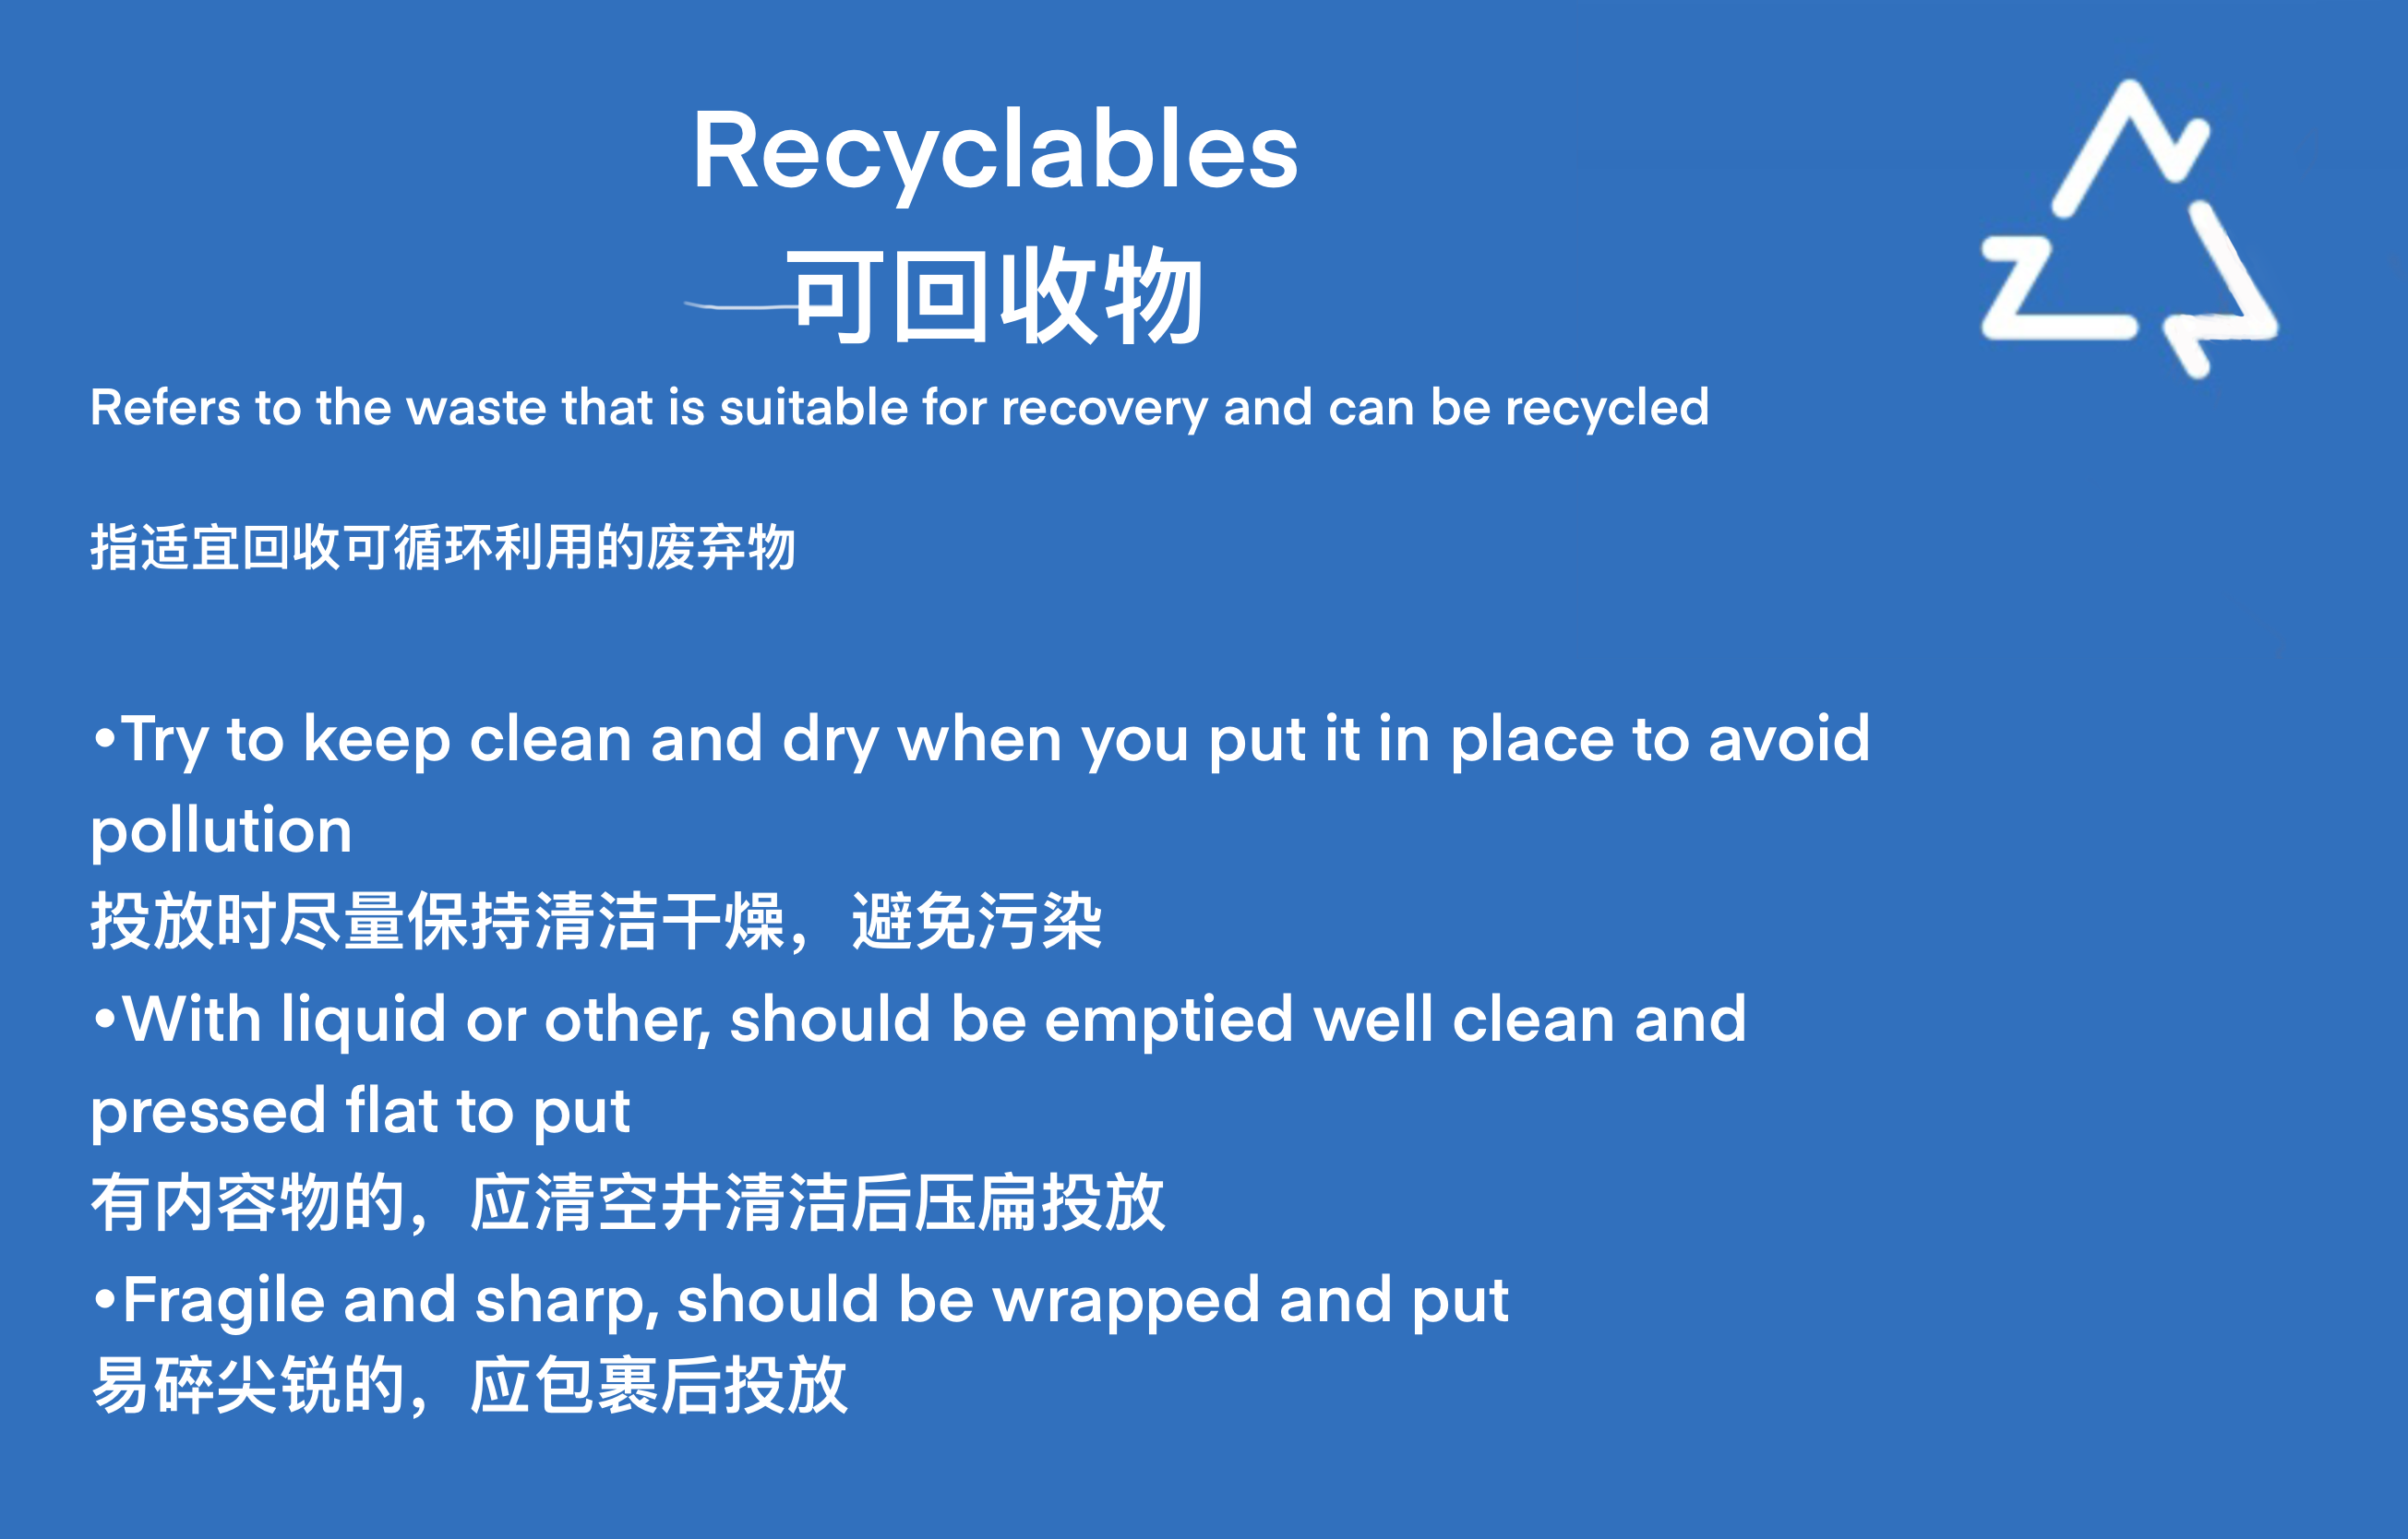 Recyclables
可回收物
Refers to the waste that is suitable for recovery and can be recycled
指适宜回收可循环利用的废弃物
•Try to keep clean and dry when you put it in place to avoid
pollution
投放时尽量保持清洁干燥，避免污染
•With liquid or other, should be emptied well clean and
pressed flat to put
有内容物的，应清空井清洁后压扁投放
•Fragile and sharp, should be wrapped and put
易碎尖锐的，应包裹后投放